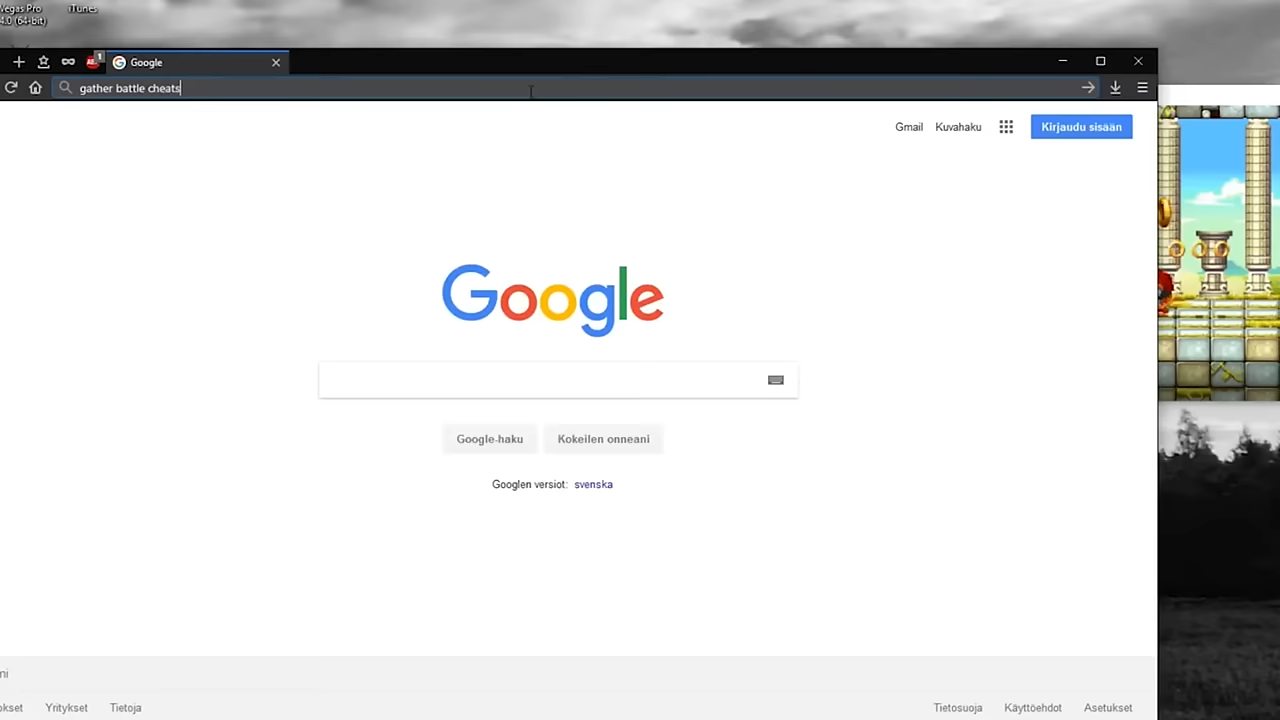 Vegas Pro
4.0 (64-bit)
iTunes
1
Google
gather battle cheats
Gmail
Kuvahaku
Kirjaudu sisään
Google
Google-haku
Kokeilen onneani
Googlen versiot: svenska
Yritykset
Tietoja
Tietosuoja
Käyttöehdot
Asetukset